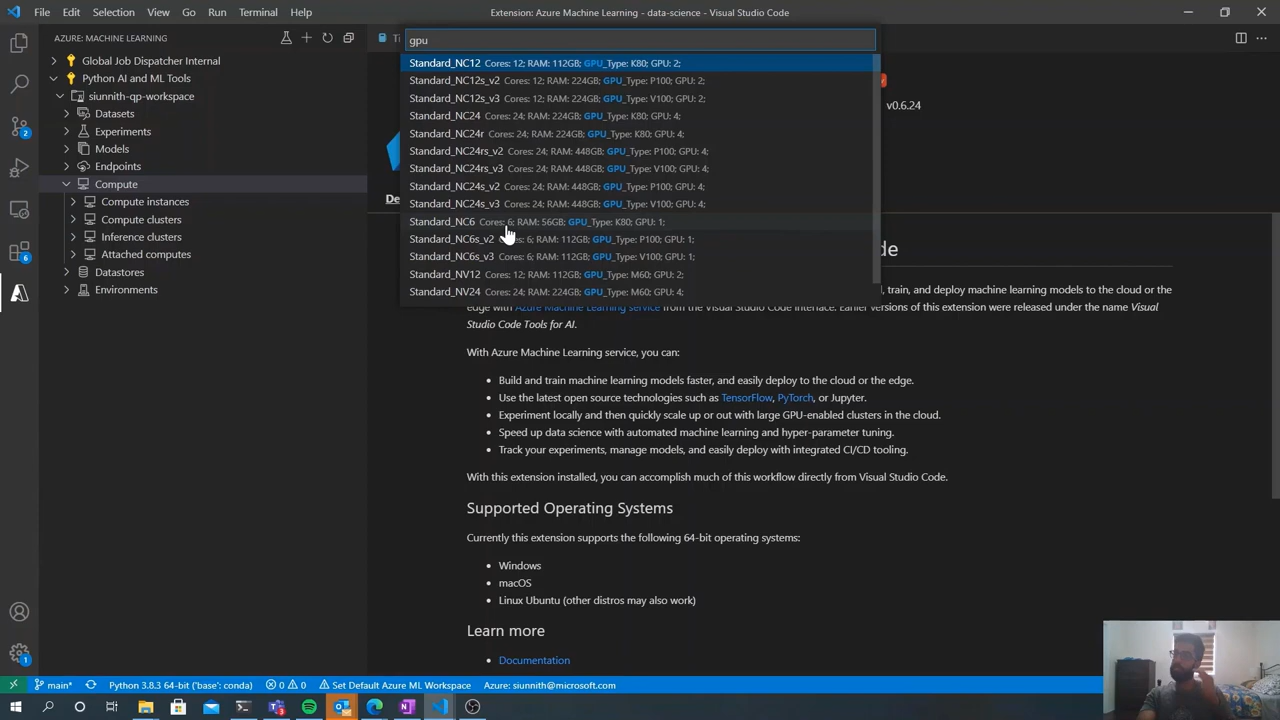 File Edit Selection View Go Run Terminal Help
Extension: Azure Machine Learning - data-science - Visual Studio Code
AZURE: MACHINE LEARNING
Global Job Dispatcher Internal
Python AI and ML Tools
siunnith-qp-workspace
Datasets
Experiments
Models
Endpoints
Compute
Compute instances
Compute clusters
Inference clusters
Attached computes
Datastores
Environments
gpu
Standard_NC12 Cores: 12; RAM: 112GB; GPU_Type: K80; GPU: 2;
Standard_NC12s_v2 Cores: 12; RAM: 224GB; GPU_Type: P100; GPU: 2;
Standard_NC12s_v3 Cores: 12; RAM: 224GB; GPU_Type: V100; GPU: 2;
Standard_NC24 Cores: 24; RAM: 224GB; GPU_Type: K80; GPU: 4;
Standard_NC24r Cores: 24; RAM: 224GB; GPU_Type: K80; GPU: 4;
Standard_NC24rs_v2 Cores: 24; RAM: 448GB; GPU_Type: P100; GPU: 4;
Standard_NC24rs_v3 Cores: 24; RAM: 448GB; GPU_Type: V100; GPU: 4;
Standard_NC24s_v2 Cores: 24; RAM: 448GB; GPU_Type: P100; GPU: 4;
Standard_NC24s_v3 Cores: 24; RAM: 448GB; GPU_Type: V100; GPU: 4;
Standard_NC6 Cores: 6; RAM: 56GB; GPU_Type: K80; GPU: 1;
Standard_NC6s_v2 Cores: 6; RAM: 112GB; GPU_Type: P100; GPU: 1;
Standard_NC6s_v3 Cores: 6; RAM: 112GB; GPU_Type: V100; GPU: 1;
Standard_NV12 Cores: 12; RAM: 112GB; GPU_Type: M60; GPU: 2;
Standard_NV24 Cores: 24; RAM: 224GB; GPU_Type: M60; GPU: 4;
v0.6.24
De
de
, train, and deploy machine learning models to the cloud or the
edge with Azure Machine Learning service from the Visual Studio Code interface. Earlier versions of this extension were released under the name Visual
Studio Code Tools for AI.
With Azure Machine Learning service, you can:
• Build and train machine learning models faster, and easily deploy to the cloud or the edge.
• Use the latest open source technologies such as TensorFlow, PyTorch, or Jupyter.
• Experiment locally and then quickly scale up or out with large GPU-enabled clusters in the cloud.
• Speed up data science with automated machine learning and hyper-parameter tuning.
• Track your experiments, manage models, and easily deploy with integrated CI/CD tooling.
With this extension installed, you can accomplish much of this workflow directly from Visual Studio Code.
Supported Operating Systems
Currently this extension supports the following 64-bit operating systems:
• Windows
• macOS
• Linux Ubuntu (other distros may also work)
Learn more
• Documentation
main* Python 3.8.3 64-bit ('base': conda) 0 0 Set Default Azure ML Workspace Azure: siunnith@microsoft.com